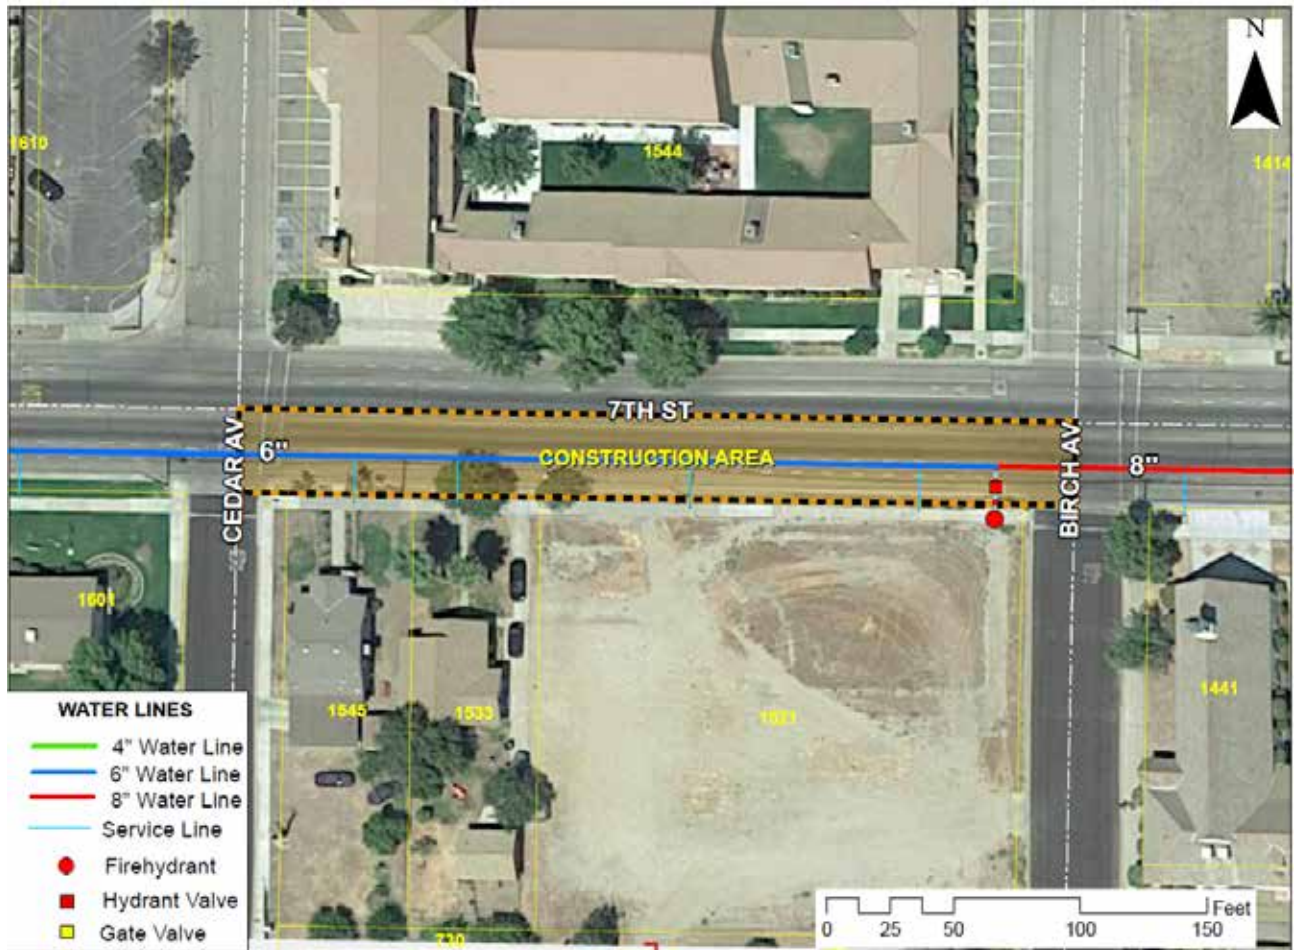 N
1610
1544
1414
7TH ST
6"
CONSTRUCTION AREA
8"
CEDAR AV
BIRCH AV
1601
1545
1533
1521
1441
WATER LINES
4" Water Line
6" Water Line
8" Water Line
Service Line
Firehydrant
Hydrant Valve
Gate Valve
0 25 50 100 150 Feet
730